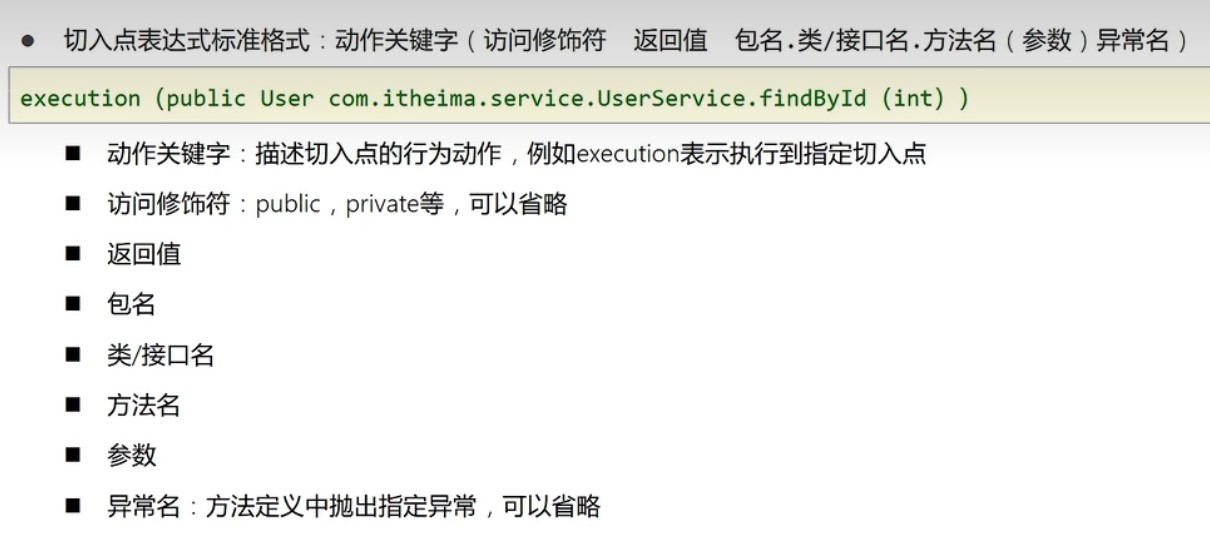 ● 切入点表达式标准格式：动作关键字（访问修饰符 返回值 包名.类/接口名.方法名（参数）异常名）
execution (public User com.itheima.service.UserService.findById (int) )
■ 动作关键字：描述切入点的行为动作，例如execution表示执行到指定切入点
■ 访问修饰符：public，private等，可以省略
■ 返回值
■ 包名
■ 类/接口名
■ 方法名
■ 参数
■ 异常名：方法定义中抛出指定异常，可以省略